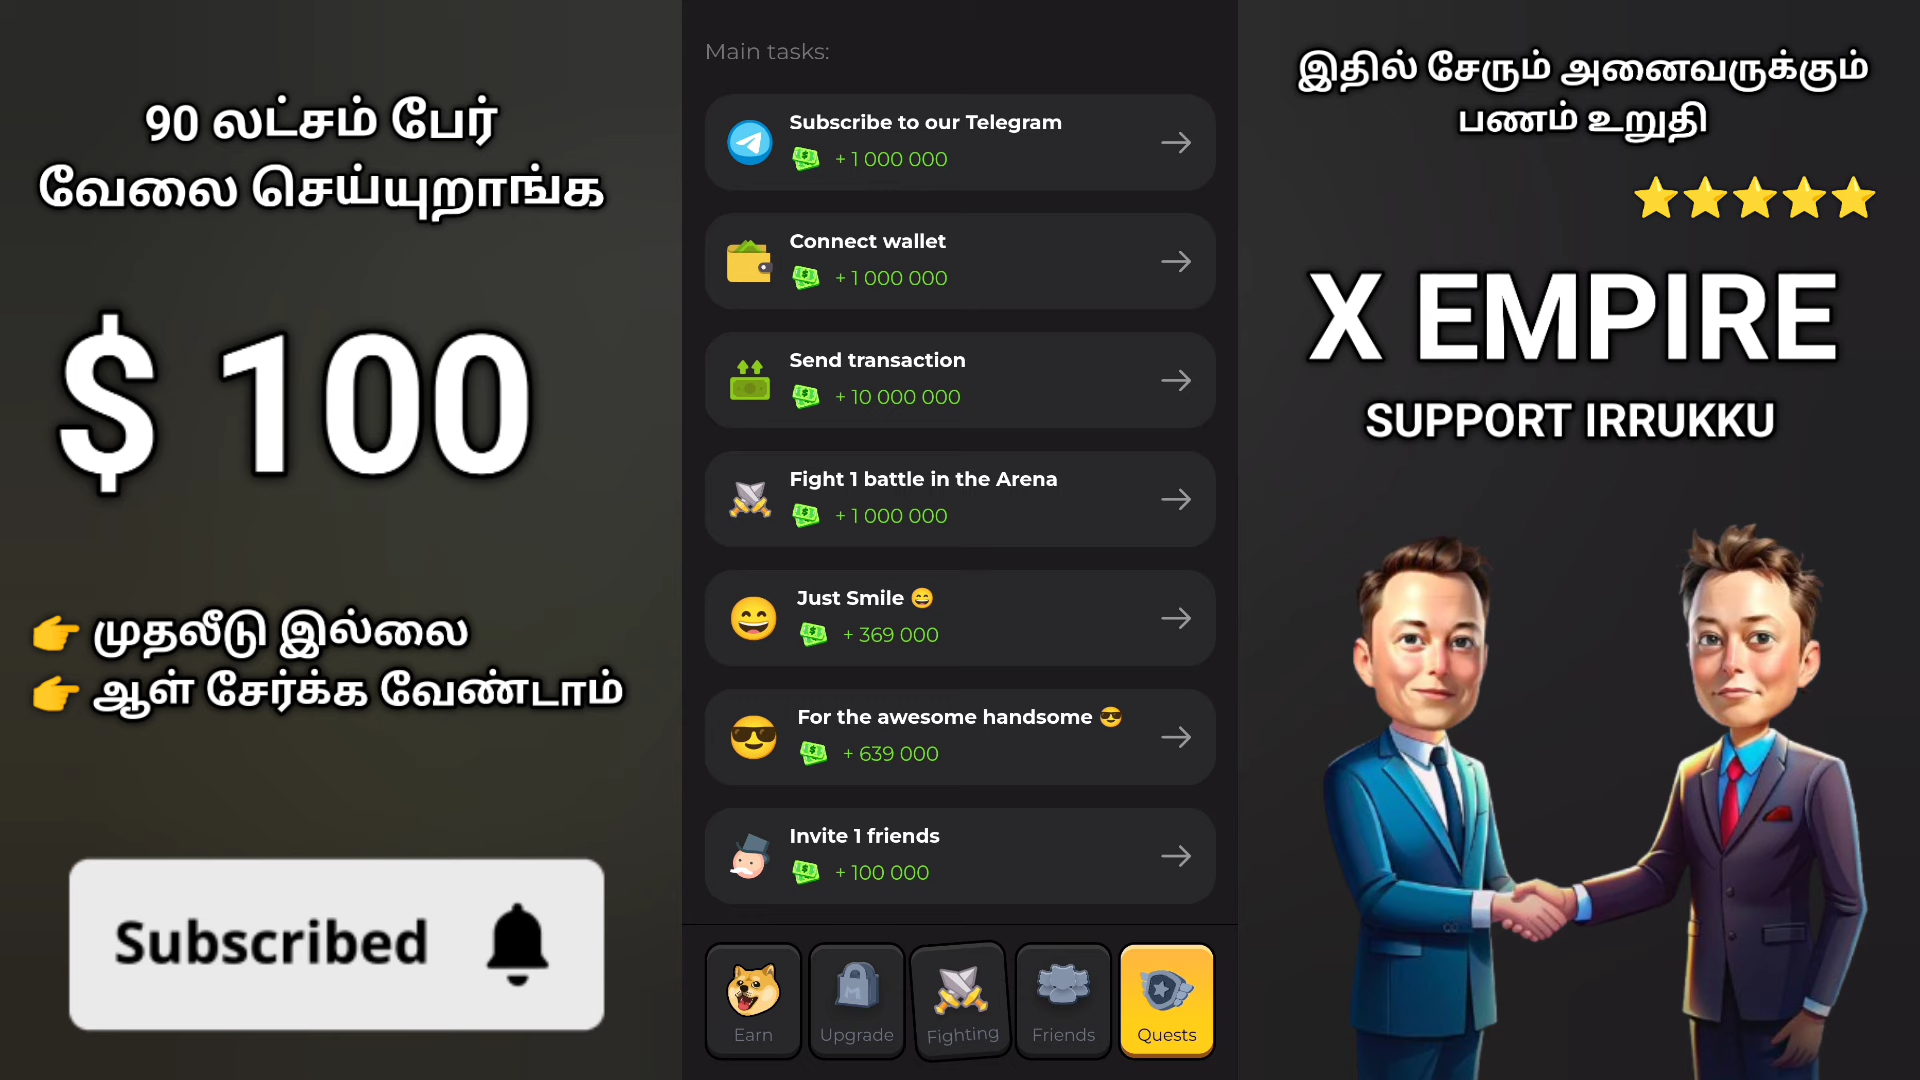 90 லட்சம் பேர்
வேலை செய்யுறாங்க
$ 100
👉 முதலீடு இல்லை
👉 ஆள் சேர்க்க வேண்டாம்
Subscribed
Main tasks:
Subscribe to our Telegram
+ 1 000 000
Connect wallet
+ 1 000 000
Send transaction
+ 10 000 000
Fight 1 battle in the Arena
+ 1 000 000
Just Smile 😄
+ 369 000
For the awesome handsome 😎
+ 639 000
Invite 1 friends
+ 100 000
Earn
Upgrade
Fighting
Friends
Quests
இதில் சேரும் அனைவருக்கும்
பணம் உறுதி
⭐⭐⭐⭐⭐
X EMPIRE
SUPPORT IRRUKKU